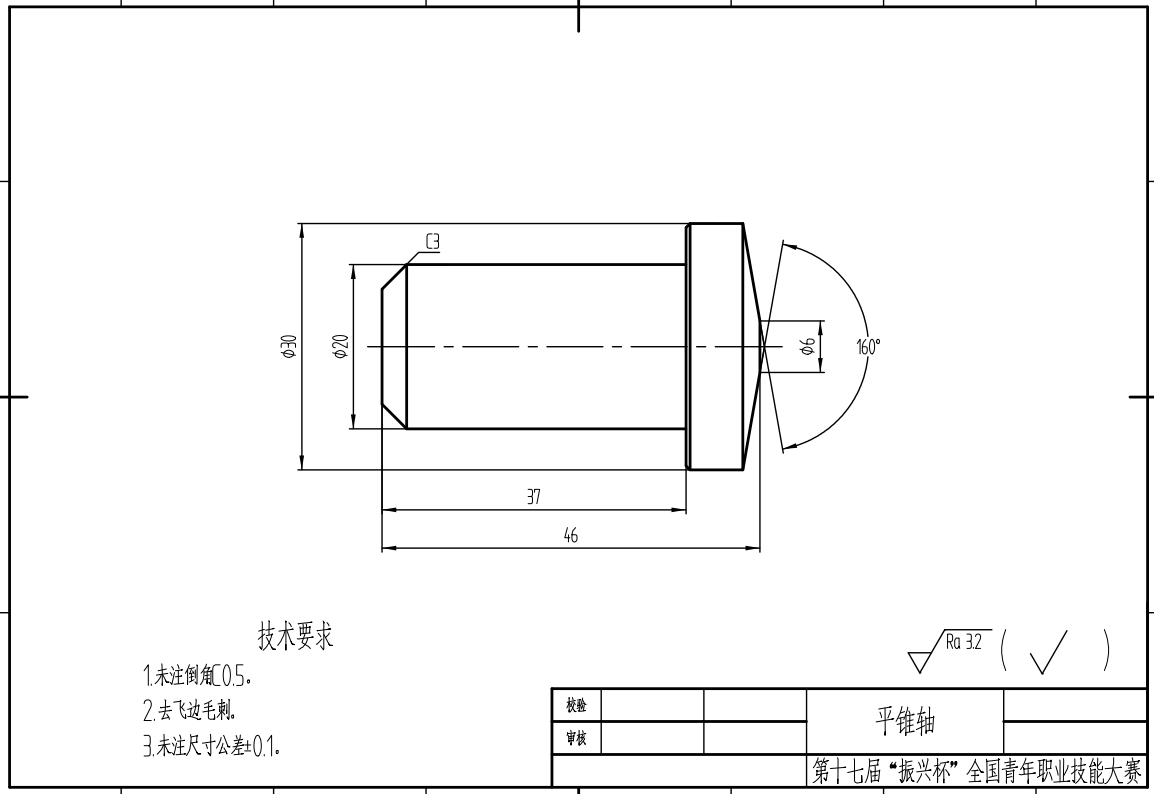 C3
φ30
φ20
φ6
160°
37
46
技术要求
1.未注倒角C0.5。
2.去飞边毛刺。
3.未注尺寸公差±0.1。
Ra 3.2 ( )
校验
审核
平锥轴
第十七届“振兴杯”全国青年职业技能大赛